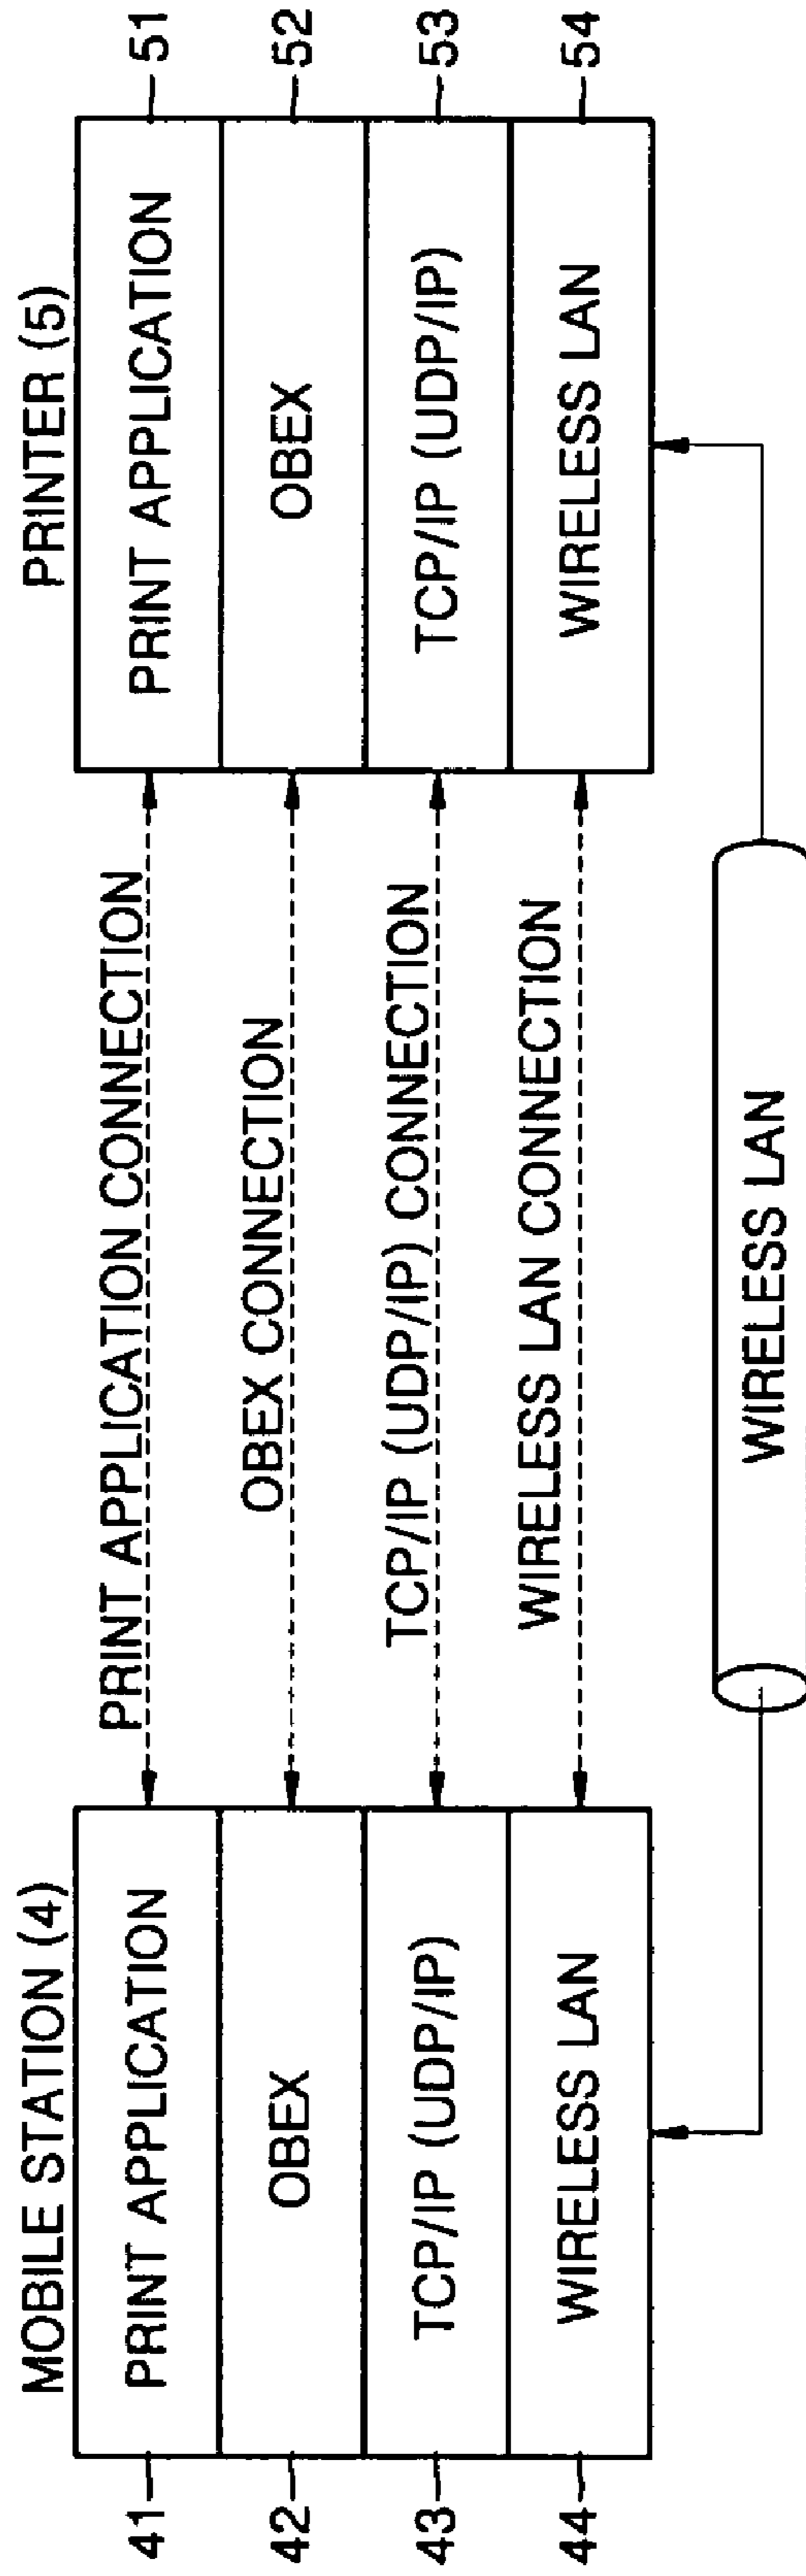 MOBILE STATION (4)
41
PRINT APPLICATION
42
OBEX
43
TCP/IP (UDP/IP)
44
WIRELESS LAN
PRINT APPLICATION CONNECTION
OBEX CONNECTION
TCP/IP (UDP/IP) CONNECTION
WIRELESS LAN CONNECTION
WIRELESS LAN
PRINTER (5)
PRINT APPLICATION
51
OBEX
52
TCP/IP (UDP/IP)
53
WIRELESS LAN
54